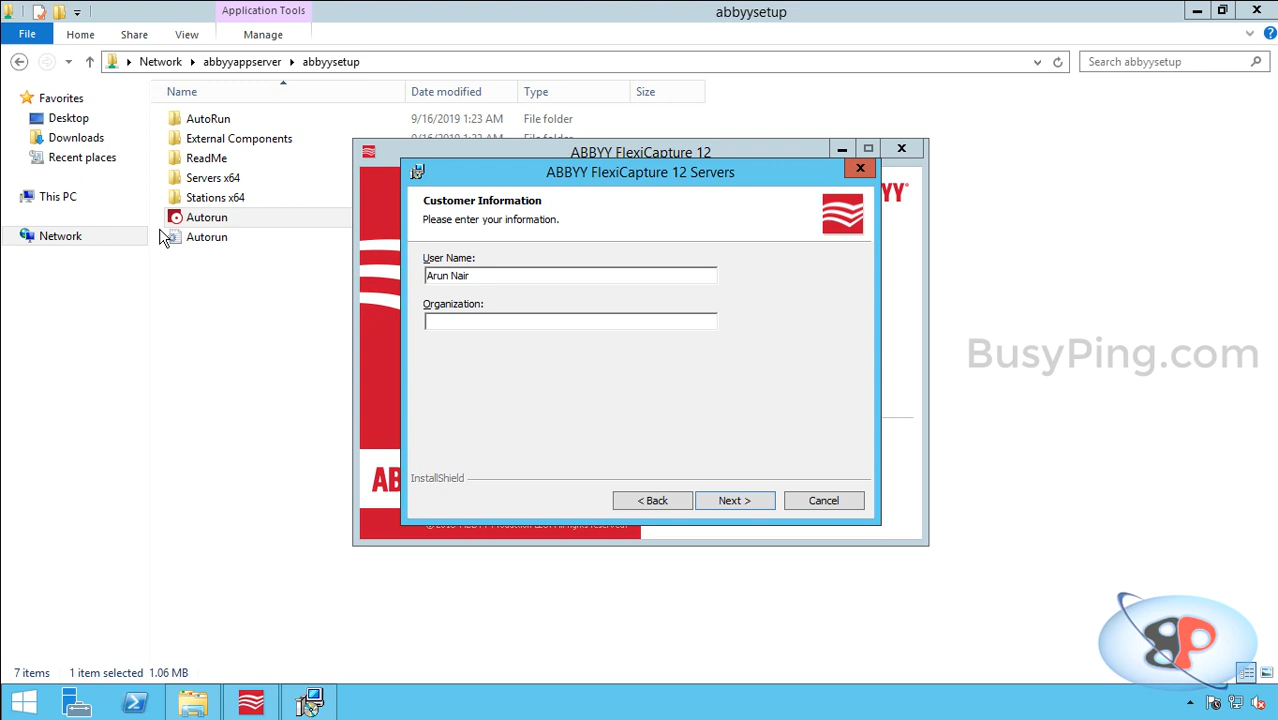 Application Tools
abbyysetup
File
Home
Share
View
Manage
Network
abbyyappserver
abbyysetup
Search abbyysetup
Name
Date modified
Type
Size
Favorites
Desktop
Downloads
Recent places
This PC
Network
AutoRun
9/16/2019 1:23 AM
File folder
External Components
ReadMe
Servers x64
Stations x64
Autorun
Autorun
ABBYY FlexiCapture 12
ABBYY FlexiCapture 12 Servers
Customer Information
Please enter your information.
User Name:
Arun Nair
Organization:
InstallShield
< Back
Next >
Cancel
BusyPing.com
7 items
1 item selected
1.06 MB